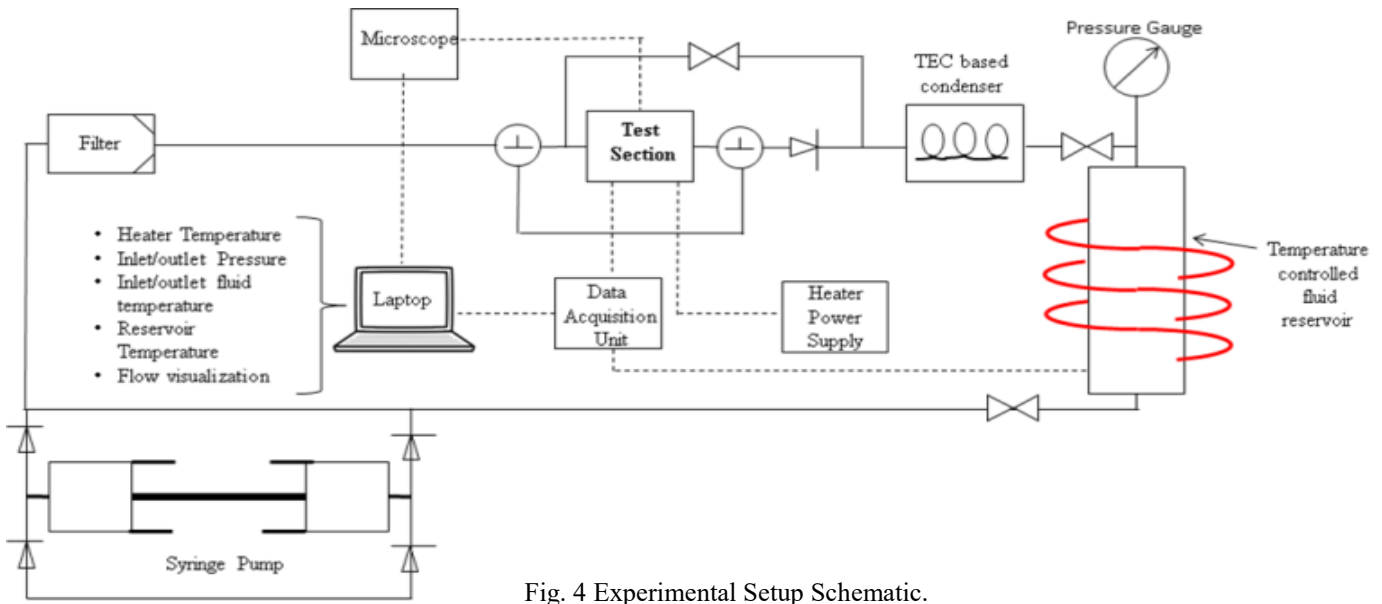 Pressure Gauge
Microscope
TEC based
condenser
Filter
Test
Section
• Heater Temperature
• Inlet/outlet Pressure
• Inlet/outlet fluid
temperature
• Reservoir
Temperature
• Flow visualization
Laptop
Data
Acquisition
Unit
Heater
Power
Supply
Temperature
controlled
fluid
reservoir
Syringe Pump
Fig. 4 Experimental Setup Schematic.